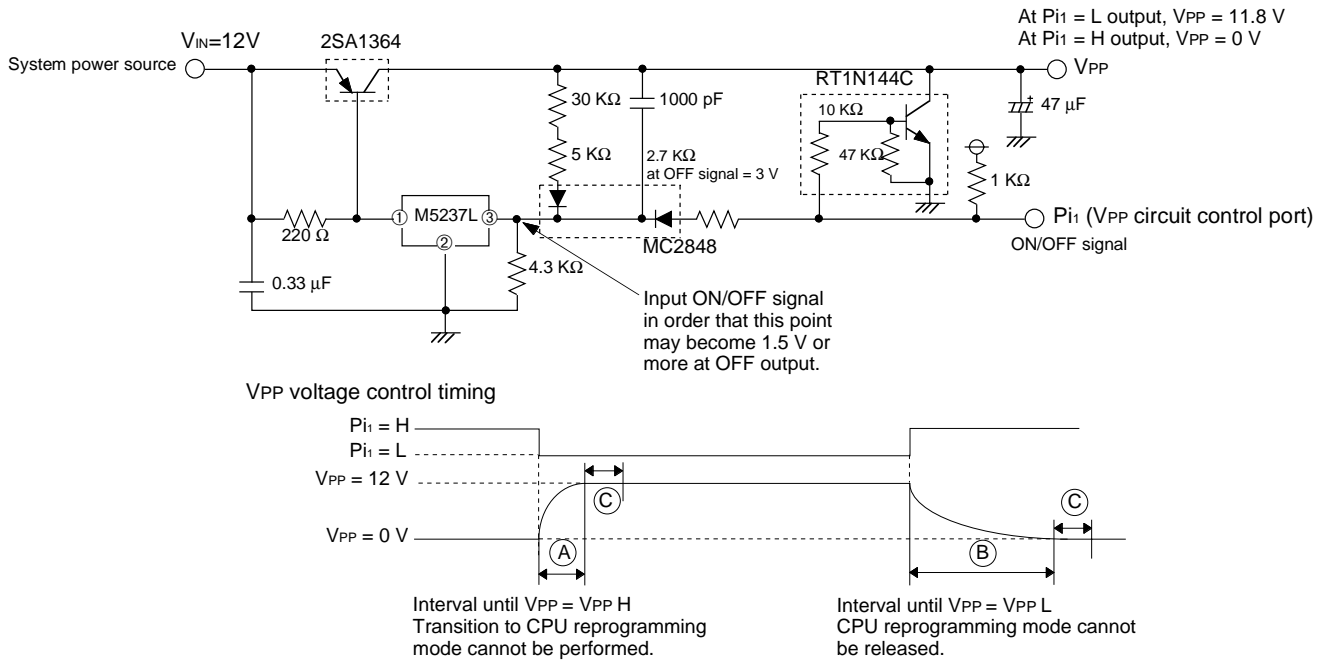 At Pi1 = L output, VPP = 11.8 V
At Pi1 = H output, VPP = 0 V
VIN=12V
2SA1364
System power source
VPP
RT1N144C
30 KΩ
1000 pF
10 KΩ
47 µF
5 KΩ
2.7 KΩ
at OFF signal = 3 V
47 KΩ
1 KΩ
① M5237L ③
②
220 Ω
MC2848
Pi1 (VPP circuit control port)
ON/OFF signal
0.33 µF
4.3 KΩ
Input ON/OFF signal
in order that this point
may become 1.5 V or
more at OFF output.
VPP voltage control timing
Pi1 = H
Pi1 = L
VPP = 12 V
C
C
VPP = 0 V
A
B
Interval until VPP = VPP H
Transition to CPU reprogramming
mode cannot be performed.
Interval until VPP = VPP L
CPU reprogramming mode cannot
be released.